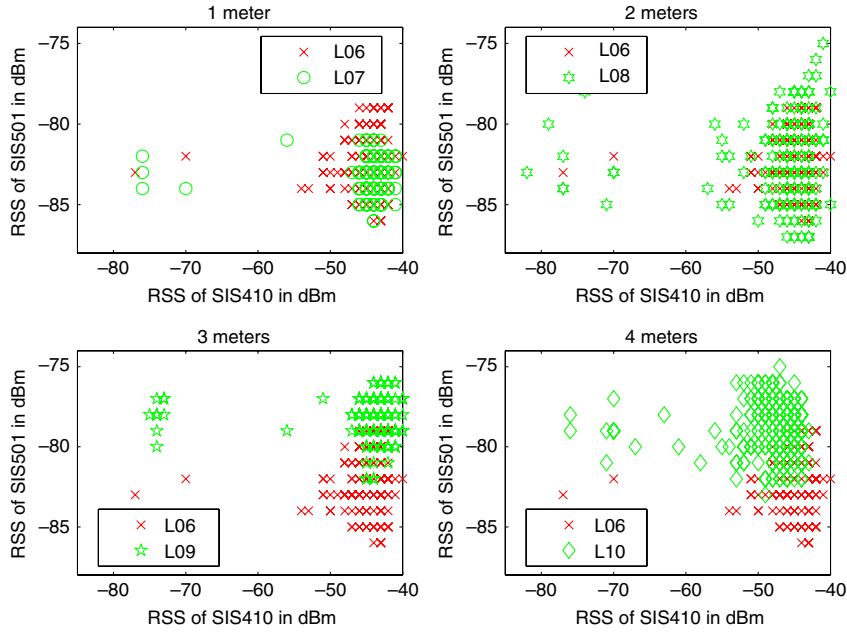 1 meter
2 meters
−75
−80
−85
RSS of SIS501 in dBm
L06
L07
−80 −70 −60 −50 −40
RSS of SIS410 in dBm
−75
−80
−85
RSS of SIS501 in dBm
L06
L08
−80 −70 −60 −50 −40
RSS of SIS410 in dBm
3 meters
4 meters
−75
−80
−85
RSS of SIS501 in dBm
L06
L09
−80 −70 −60 −50 −40
RSS of SIS410 in dBm
−75
−80
−85
RSS of SIS501 in dBm
L06
L10
−80 −70 −60 −50 −40
RSS of SIS410 in dBm